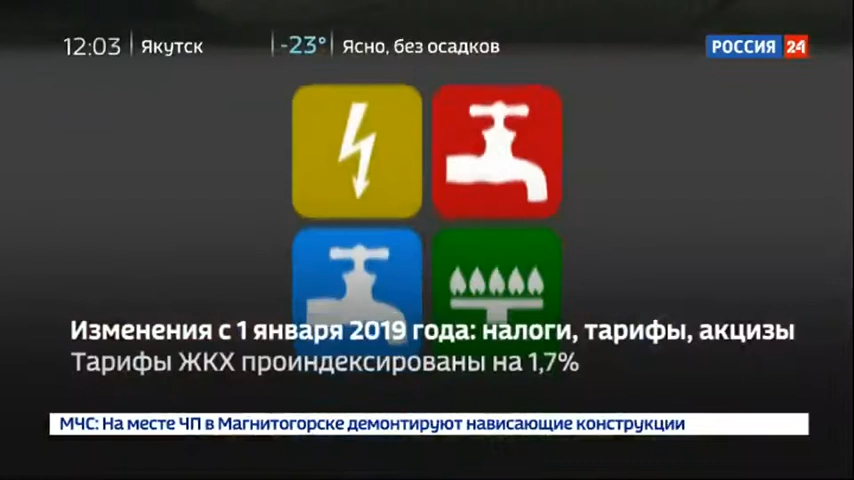 12:03 Якутск -23° Ясно, без осадков РОССИЯ 24
Изменения с 1 января 2019 года: налоги, тарифы, акцизы
Тарифы ЖКХ проиндексированы на 1,7%
МЧС: На месте ЧП в Магнитогорске демонтируют нависающие конструкции